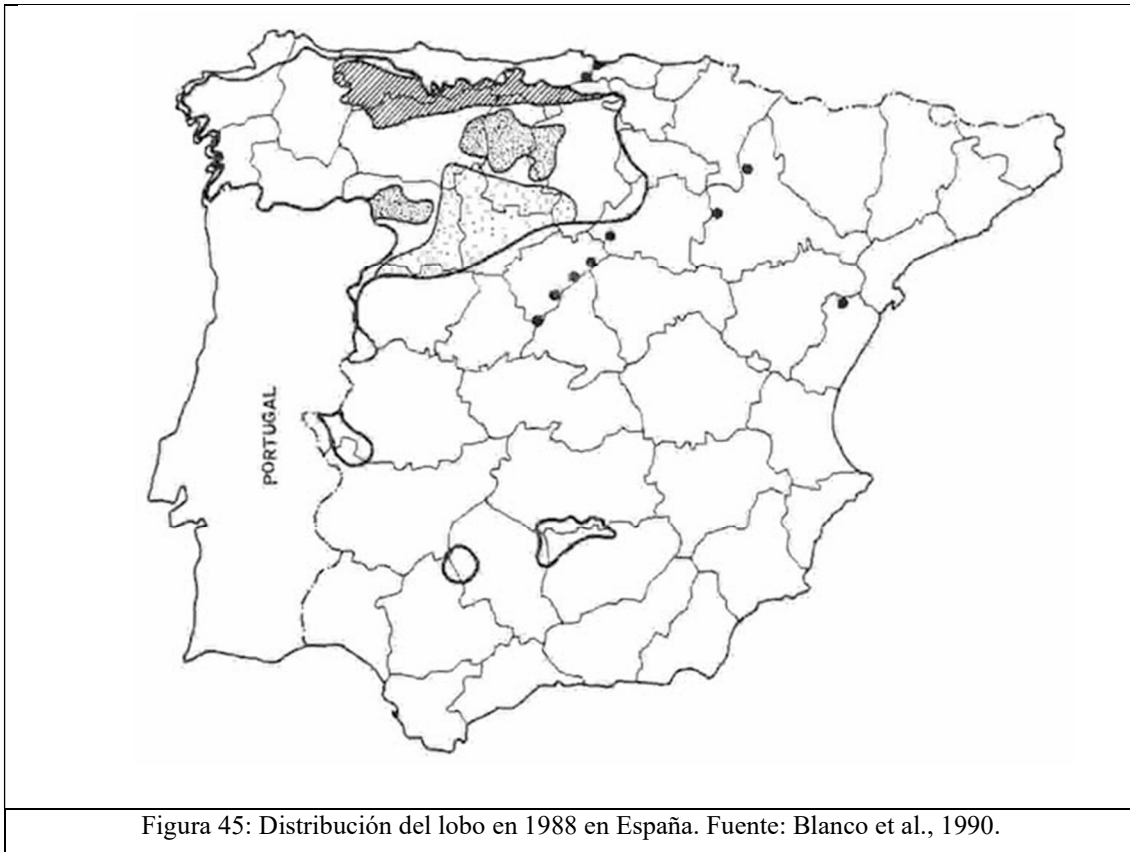 PORTUGAL
Figura 45: Distribución del lobo en 1988 en España. Fuente: Blanco et al., 1990.